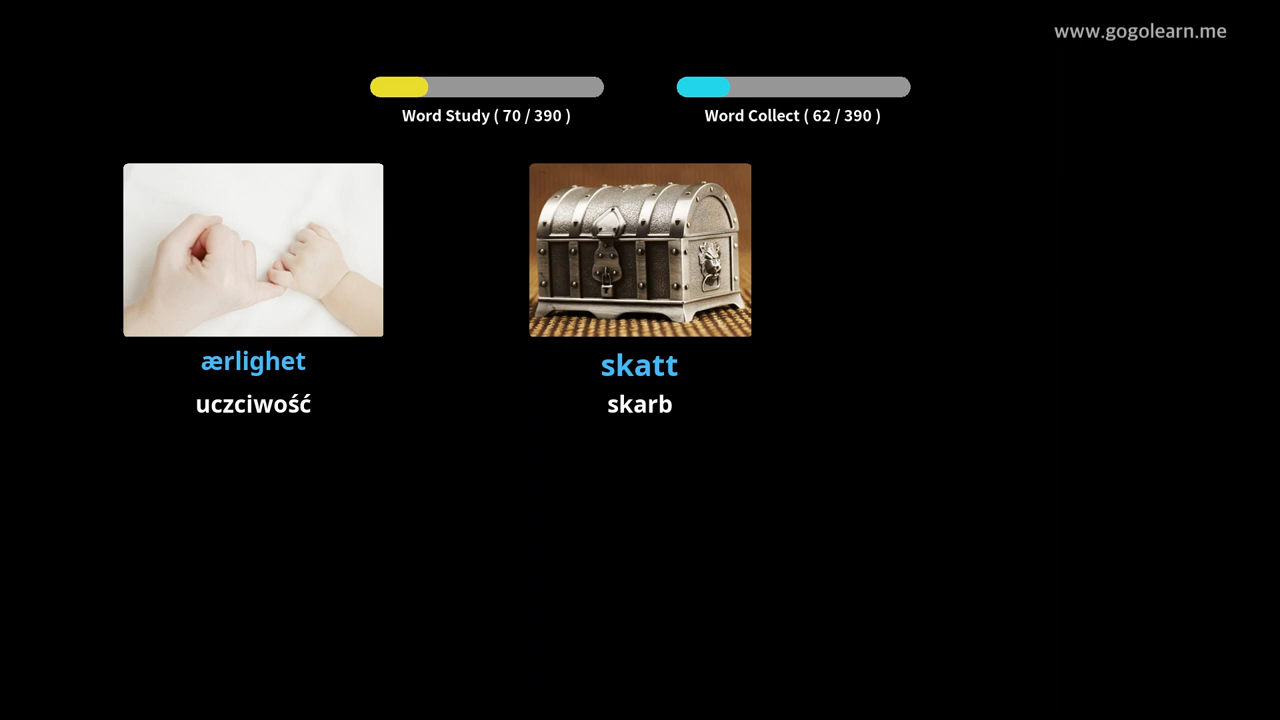 www.gogolearn.me
Word Study ( 70 / 390 )
Word Collect ( 62 / 390 )
ærlighet
uczciwość
skatt
skarb